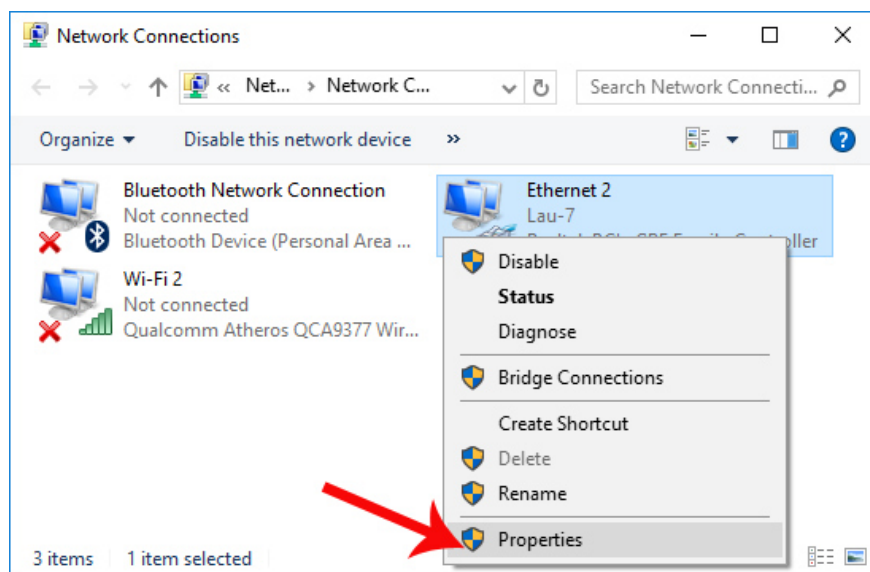 Network Connections
« Net... › Network C... Search Network Connecti...
Organize Disable this network device »
Bluetooth Network Connection
Not connected
Bluetooth Device (Personal Area ...
Wi-Fi 2
Not connected
Qualcomm Atheros QCA9377 Wir...
Ethernet 2
Lau-7
Disable
Status
Diagnose
Bridge Connections
Create Shortcut
Delete
Rename
Properties
3 items 1 item selected